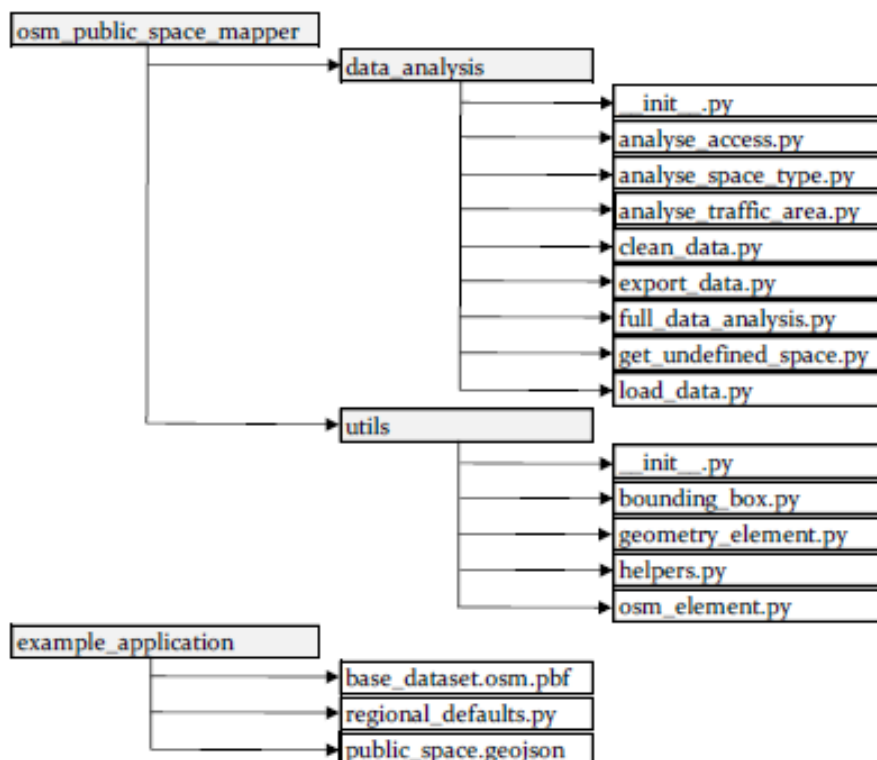 osm_public_space_mapper
data_analysis
__init__.py
analyse_access.py
analyse_space_type.py
analyse_traffic_area.py
clean_data.py
export_data.py
full_data_analysis.py
get_undefined_space.py
load_data.py
utils
__init__.py
bounding_box.py
geometry_element.py
helpers.py
osm_element.py
example_application
base_dataset.osm.pbf
regional_defaults.py
public_space.geojson